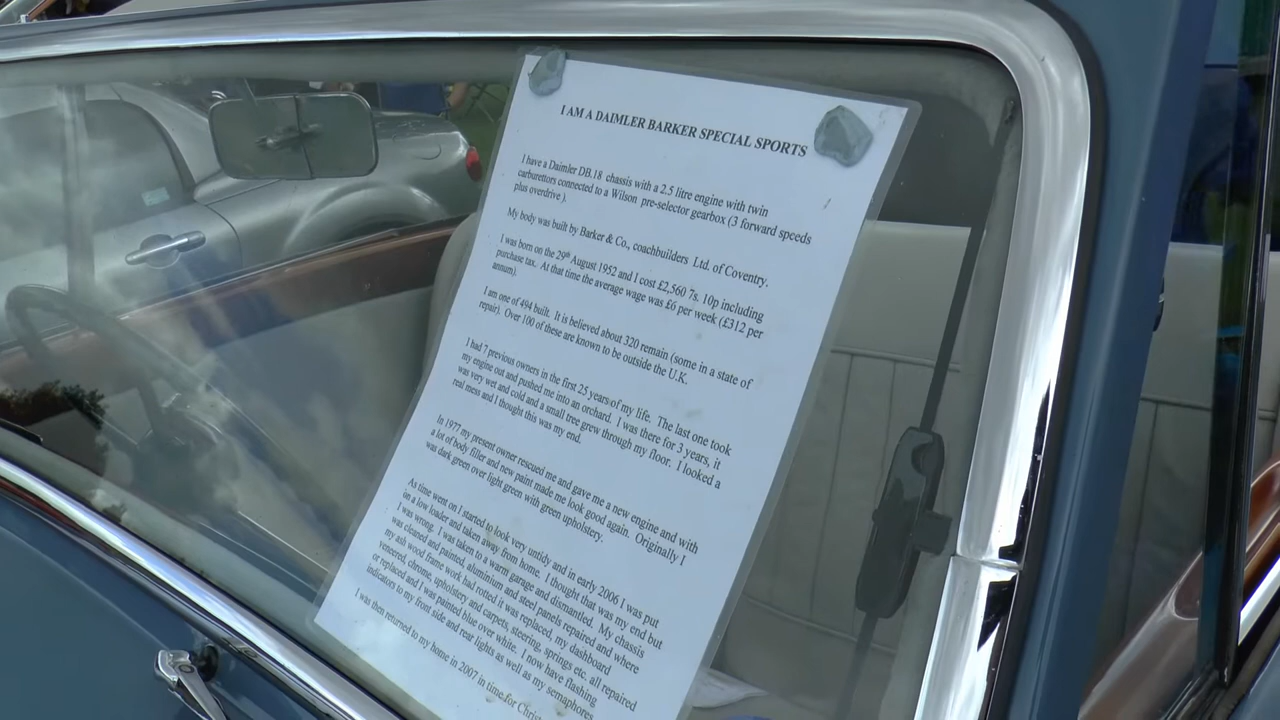 I AM A DAIMLER BARKER SPECIAL SPORTS
I have a Daimler DB.18 chassis with a 2.5 litre engine with twin
carburettors connected to a Wilson pre-selector gearbox (3 forward speeds
plus overdrive ).
My body was built by Barker & Co., coachbuilders Ltd. of Coventry.
I was born on the 29th August 1952 and I cost £2,560 7s. 10p including
purchase tax. At that time the average wage was £6 per week (£312 per
annum).
I am one of 494 built. It is believed about 320 remain (some in a state of
repair). Over 100 of these are known to be outside the U.K.
I had 7 previous owners in the first 25 years of my life. The last one took
my engine out and pushed me into an orchard. I was there for 3 years, it
was very wet and cold and a small tree grew through my floor. I looked a
real mess and I thought this was my end.
In 1977 my present owner rescued me and gave me a new engine and with
a lot of body filler and new paint made me look good again. Originally I
was dark green over light green with green upholstery.
As time went on I started to look very untidy and in early 2006 I was put
on a low loader and taken away from home. I thought that was my end but
I was wrong. I was taken to a warm garage and dismantled. My chassis
was cleaned and painted, aluminium and steel panels repaired and where
my ash wood frame work had rotted it was replaced, my dashboard
veneered, chrome, upholstery and carpets, steering, springs etc. all repaired
or replaced and I was painted blue over white. I now have flashing
indicators to my front side and rear lights as well as my semaphores
I was then returned to my home in 2007 in time for Christ